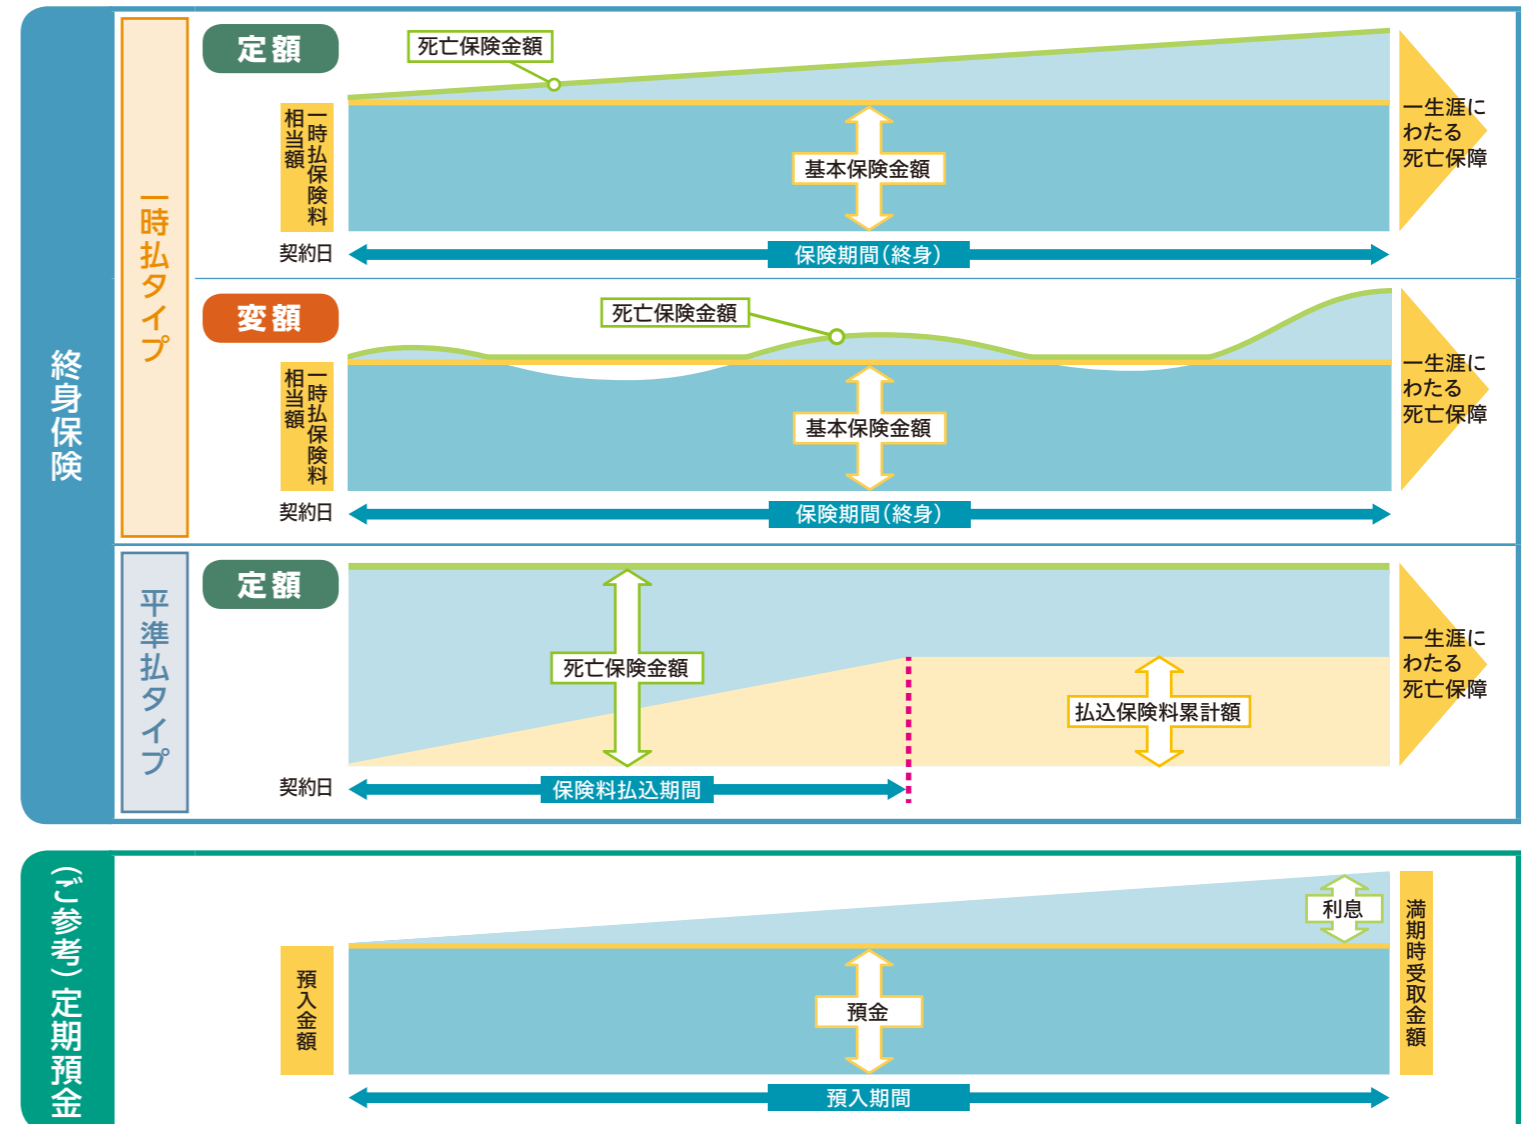 終身保険
一時払タイプ
定額
死亡保険金額
一時払保険料
相当額
基本保険金額
一生涯に
わたる
死亡保障
契約日
保険期間(終身)
変額
死亡保険金額
一時払保険料
相当額
基本保険金額
一生涯に
わたる
死亡保障
契約日
保険期間(終身)
平準払タイプ
定額
死亡保険金額
払込保険料累計額
一生涯に
わたる
死亡保障
契約日
保険料払込期間
(ご参考)定期預金
利息
満期時受取金額
預入金額
預金
預入期間